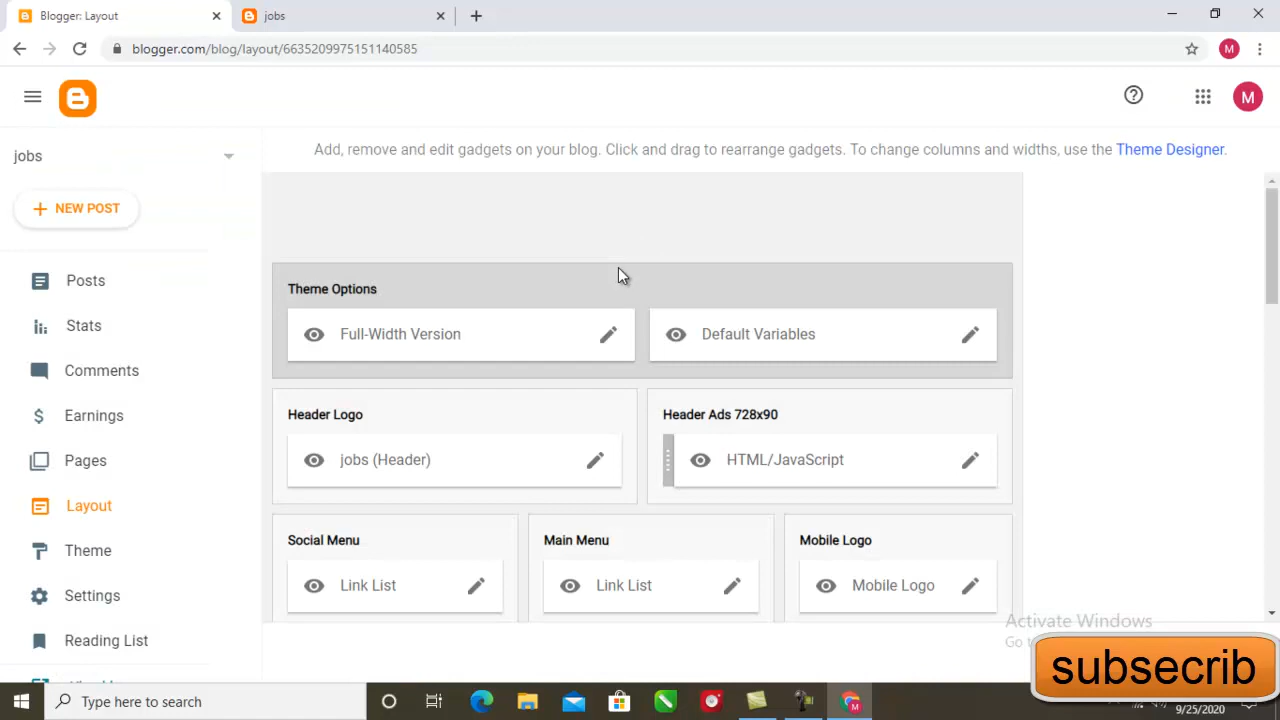 Blogger: Layout
jobs
blogger.com/blog/layout/6635209975151140585
M
M
jobs
Add, remove and edit gadgets on your blog. Click and drag to rearrange gadgets. To change columns and widths, use the Theme Designer.
NEW POST
Posts
Stats
Comments
Earnings
Pages
Layout
Theme
Settings
Reading List
Theme Options
Full-Width Version
Default Variables
Header Logo
jobs (Header)
Header Ads 728x90
HTML/JavaScript
Social Menu
Link List
Main Menu
Link List
Mobile Logo
Mobile Logo
Activate Windows
Go to
subsecrib
Type here to search
9/25/2020